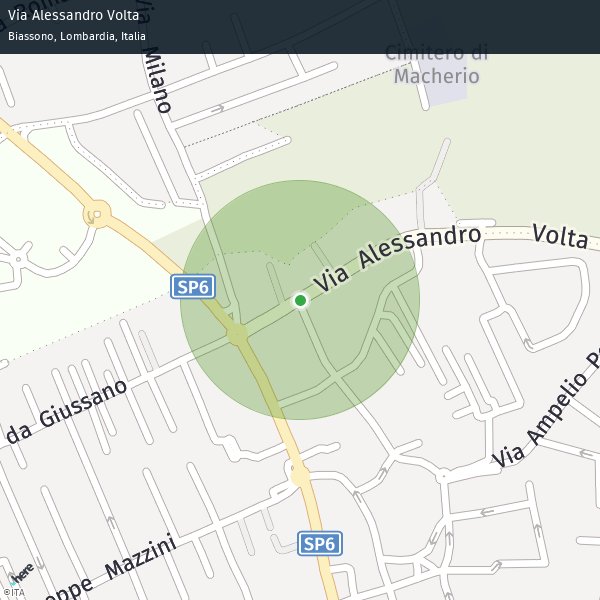 Via Alessandro Volta
Biassono, Lombardia, Italia
Via Milano
Cimitero di
Macherio
Via Alessandro Volta
SP6
da Giussano
Via Ampelio
SP6
Mazzini
here
©ITA